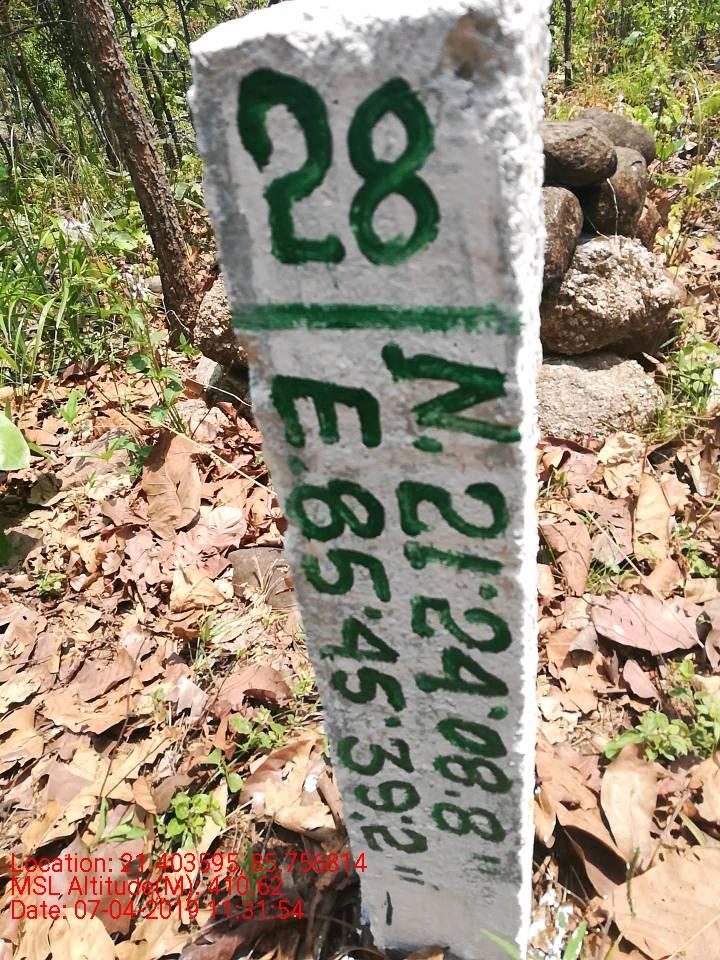 28
N. 21°24'08.8"
E. 85°45'39.2"
Location: 21.403595, 85.756814
MSL Altitude(M): 410.62
Date: 07-04-2019 11:31:54